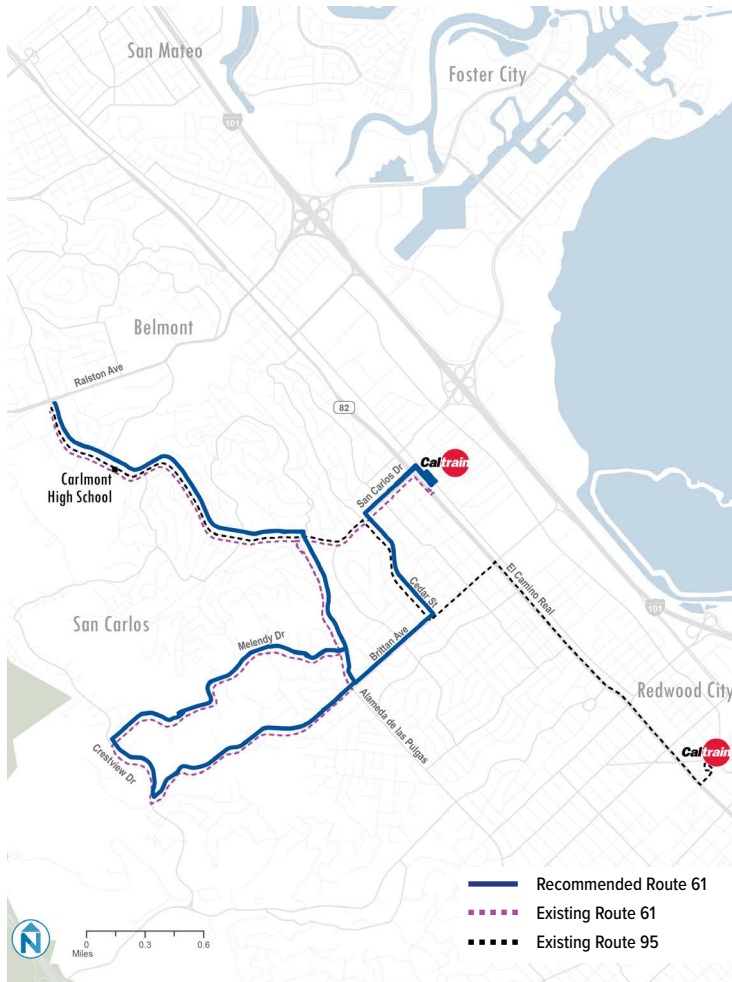 San Mateo
Foster City
101
Belmont
Ralston Ave
82
Carlmont
High School
San Carlos Dr
Caltrain
Cedar St
El Camino Real
101
San Carlos
Melendy Dr
Brittan Ave
Redwood City
Alameda de las Pulgas
Crestview Dr
Caltrain
Recommended Route 61
Existing Route 61
Existing Route 95
N
0 0.3 0.6
Miles